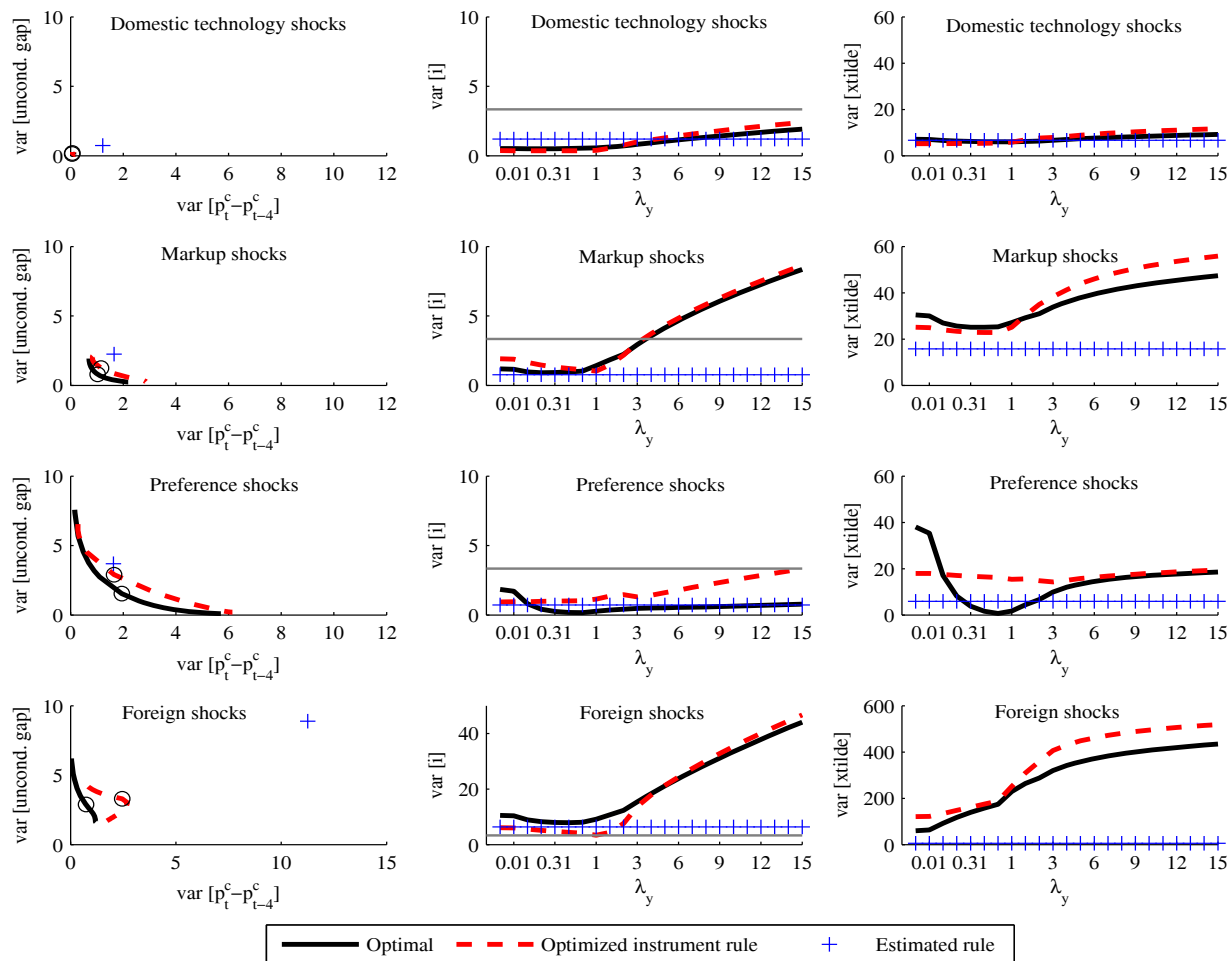 Domestic technology shocks
var [uncond. gap]
10
5
0
0 2 4 6 8 10 12
var [p_t^c−p_{t−4}^c]
Domestic technology shocks
var [i]
10
5
0
0.01 0.31 1 3 6 9 12 15
λ_y
Domestic technology shocks
var [xtilde]
60
40
20
0
0.01 0.31 1 3 6 9 12 15
λ_y
Markup shocks
var [uncond. gap]
10
5
0
0 2 4 6 8 10 12
var [p_t^c−p_{t−4}^c]
Markup shocks
var [i]
10
5
0
0.01 0.31 1 3 6 9 12 15
λ_y
Markup shocks
var [xtilde]
60
40
20
0
0.01 0.31 1 3 6 9 12 15
λ_y
Preference shocks
var [uncond. gap]
10
5
0
0 2 4 6 8 10 12
var [p_t^c−p_{t−4}^c]
Preference shocks
var [i]
10
5
0
0.01 0.31 1 3 6 9 12 15
λ_y
Preference shocks
var [xtilde]
60
40
20
0
0.01 0.31 1 3 6 9 12 15
λ_y
Foreign shocks
var [uncond. gap]
10
5
0
0 5 10 15
var [p_t^c−p_{t−4}^c]
Foreign shocks
var [i]
40
20
0
0.01 0.31 1 3 6 9 12 15
λ_y
Foreign shocks
var [xtilde]
600
400
200
0
0.01 0.31 1 3 6 9 12 15
λ_y
Optimal Optimized instrument rule Estimated rule